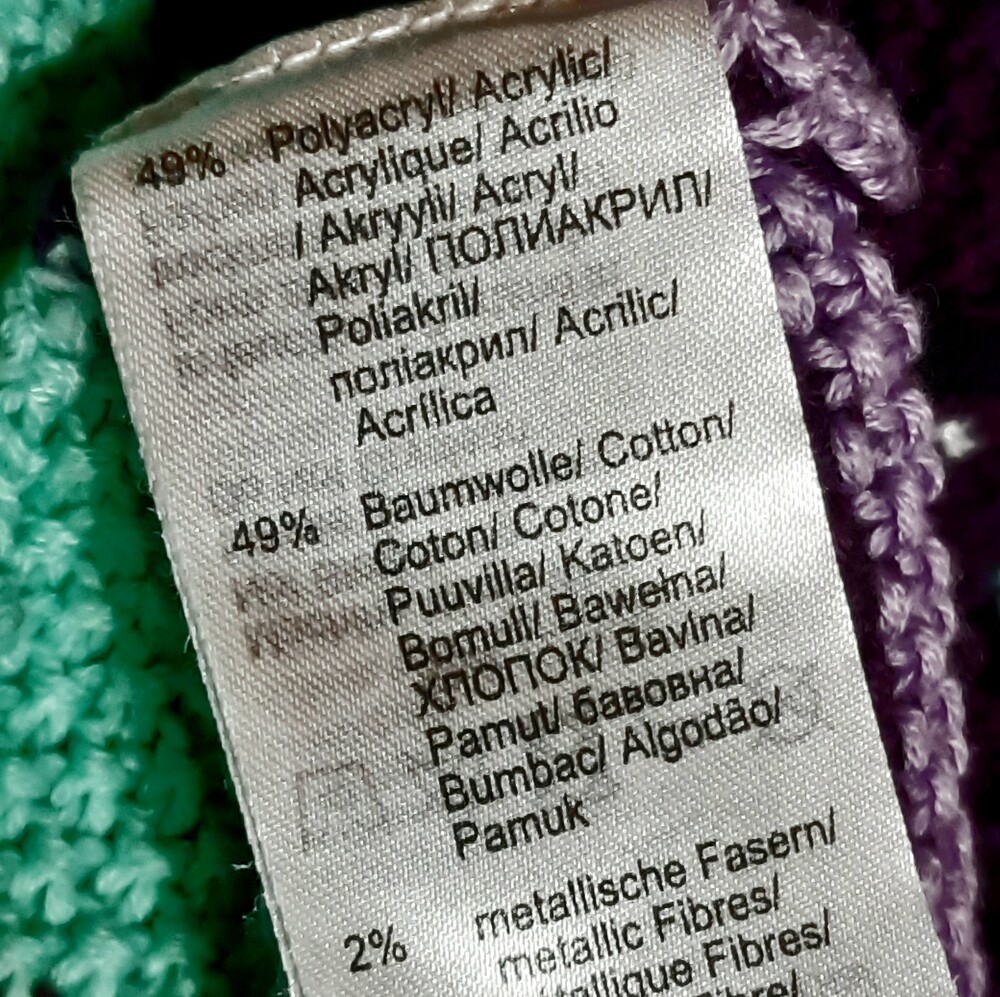 49% Polyacryl/ Acrylic/
Acrylique/ Acrilio
/ Akryyli/ Acryl/
Akryl/ ПОЛИАКРИЛ/
Poliakril/
поліакрил/ Acrilic/
Acrílica
49% Baumwolle/ Cotton/
Coton/ Cotone/
Puuvilla/ Katoen/
Bomull/ Bawełna/
ХЛОПОК/ Bavlna/
Pamut/ бавовна/
Bumbac/ Algodão/
Pamuk
2% metallische Fasern/
metallic Fibres/
Fibres/